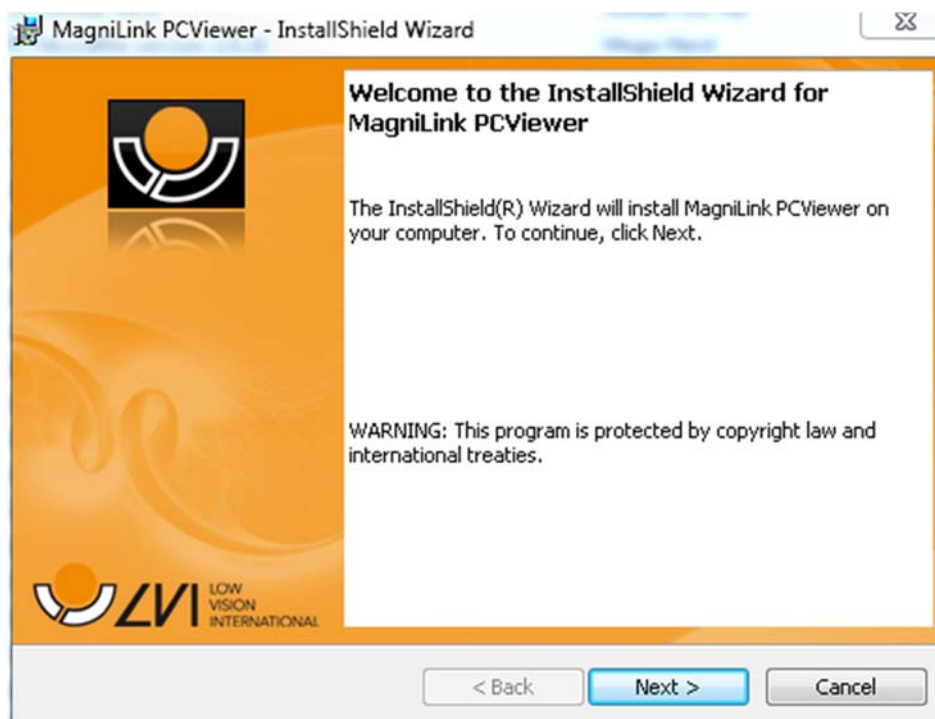 MagniLink PCViewer - InstallShield Wizard
Welcome to the InstallShield Wizard for
MagniLink PCViewer
The InstallShield(R) Wizard will install MagniLink PCViewer on
your computer. To continue, click Next.
WARNING: This program is protected by copyright law and
international treaties.
LVI
LOW
VISION
INTERNATIONAL
< Back
Next >
Cancel